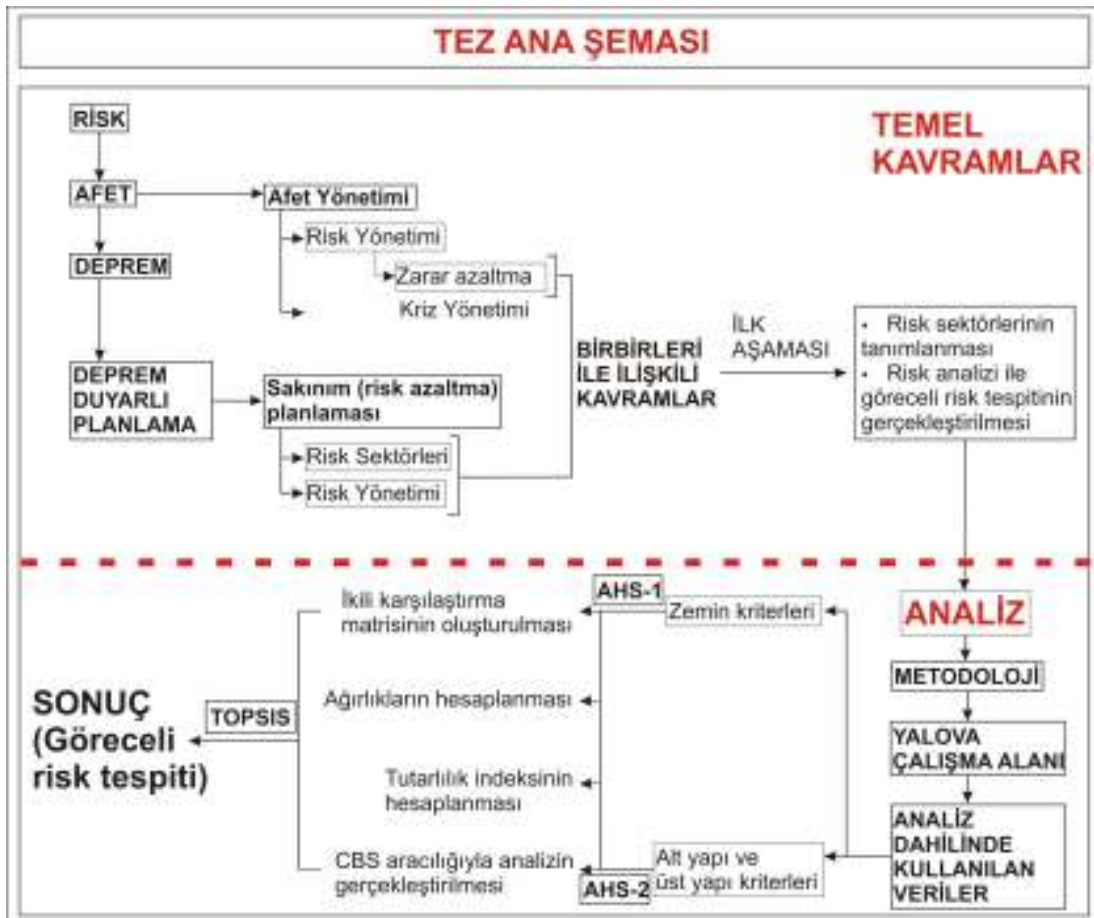 TEZ ANA ŞEMASI
TEMEL
KAVRAMLAR
RİSK
AFET
Afet Yönetimi
Risk Yönetimi
DEPREM
Zarar azaltma
Kriz Yönetimi
DEPREM
DUYARLI
PLANLAMA
Sakınım (risk azaltma)
planlaması
Risk Sektörleri
Risk Yönetimi
BİRBİRLERİ
İLE İLİŞKİLİ
KAVRAMLAR
İLK
AŞAMASI
• Risk sektörlerinin
tanımlanması
• Risk analizi ile
göreceli risk tespitinin
gerçekleştirilmesi
ANALİZ
METODOLOJİ
YALOVA
ÇALIŞMA ALANI
ANALİZ
DAHİLİNDE
KULLANILAN
VERİLER
AHS-1
Zemin kriterleri
Alt yapı ve
üst yapı kriterleri
AHS-2
İkili karşılaştırma
matrisinin oluşturulması
Ağırlıkların hesaplanması
Tutarlılık indeksinin
hesaplanması
CBS aracılığıyla analizin
gerçekleştirilmesi
TOPSIS
SONUÇ
(Göreceli
risk tespiti)